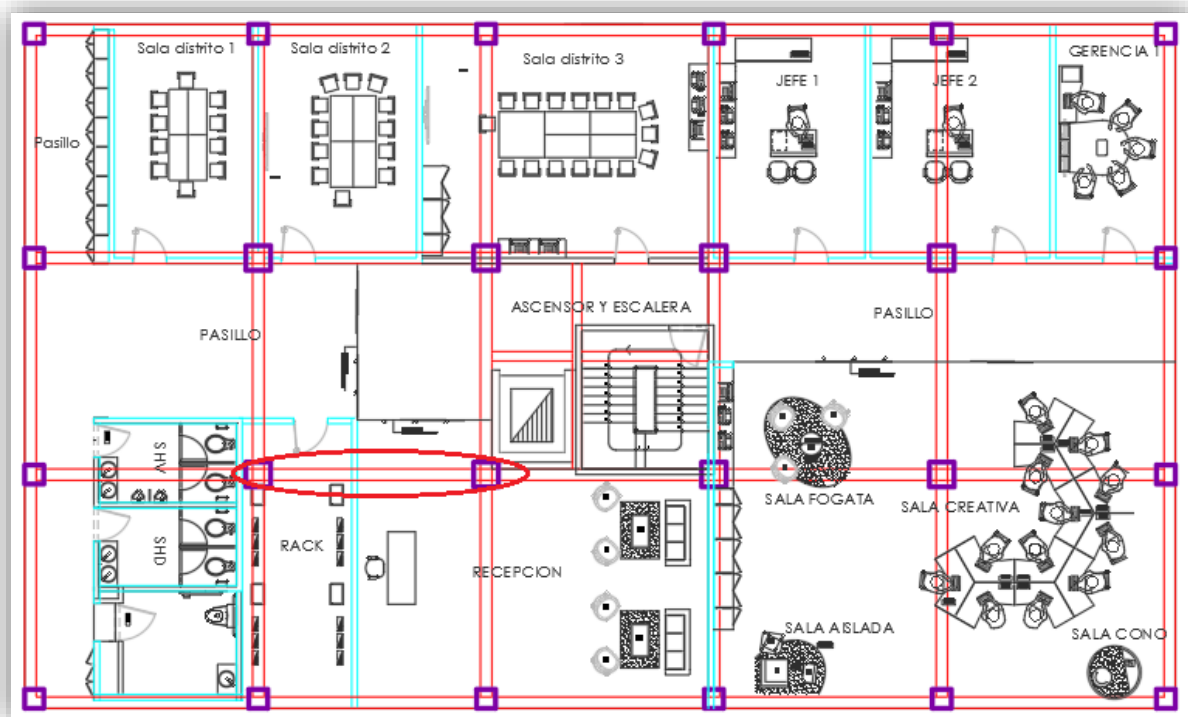 Sala distrito 1
Sala distrito 2
Sala distrito 3
JEFE 1
JEFE 2
GERENCIA 1
Pasillo
ASCENSOR Y ESCALERA
PASILLO
PASILLO
SHV
SHD
RACK
RECEPCION
SALA FOGATA
SALA CREATIVA
SALA AISLADA
SALA CONO